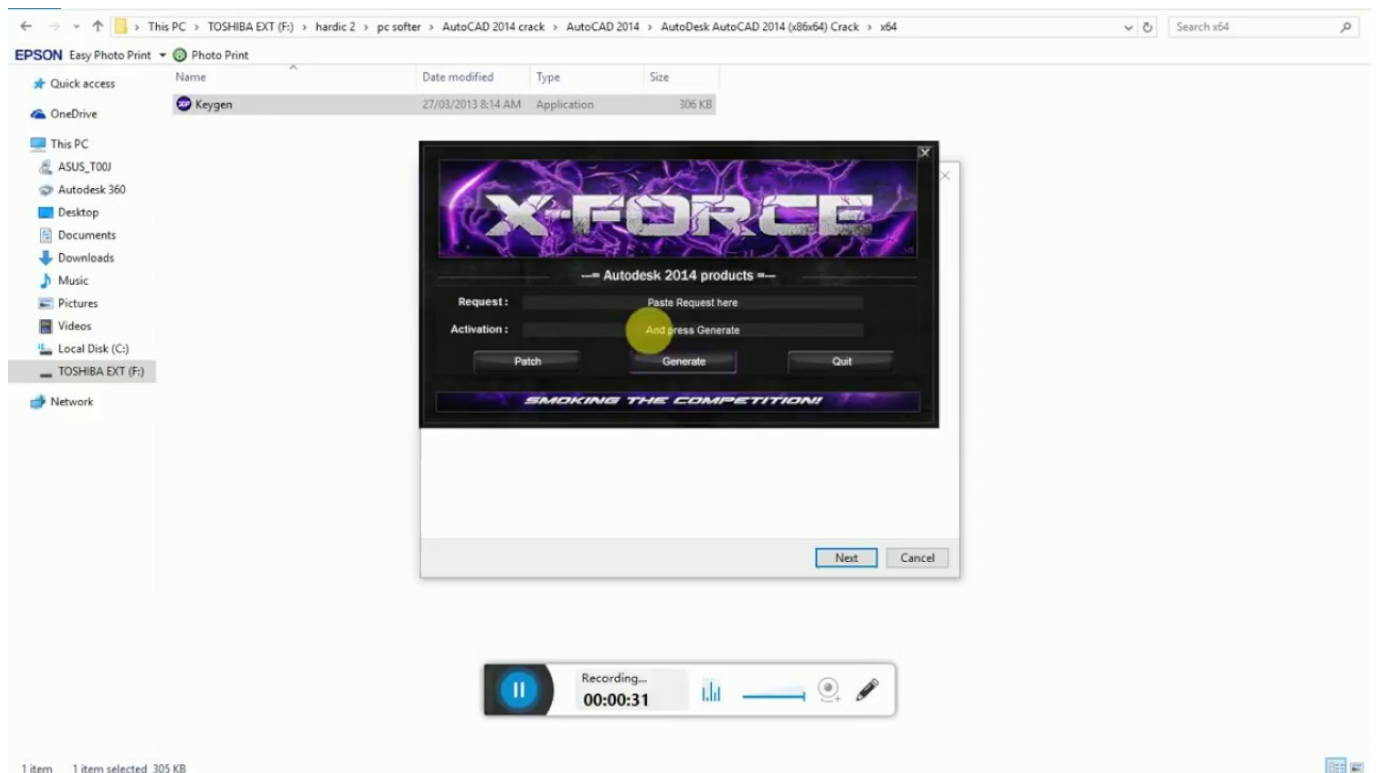 This PC > TOSHIBA EXT (F:) > hardic 2 > pc softer > AutoCAD 2014 crack > AutoCAD 2014 > AutoDesk AutoCAD 2014 (x86x64) Crack > x64
Search x64
EPSON Easy Photo Print Photo Print
Name Date modified Type Size
Keygen 27/03/2013 8:14 AM Application 306 KB
Quick access
OneDrive
This PC
ASUS_T00J
Autodesk 360
Desktop
Documents
Downloads
Music
Pictures
Videos
Local Disk (C:)
TOSHIBA EXT (F:)
Network
X-FORCE
---= Autodesk 2014 products =---
Request : Paste Request here
Activation : And press Generate
Patch Generate Quit
SMOKING THE COMPETITION!
Next Cancel
Recording...
00:00:31
1 item 1 item selected 305 KB